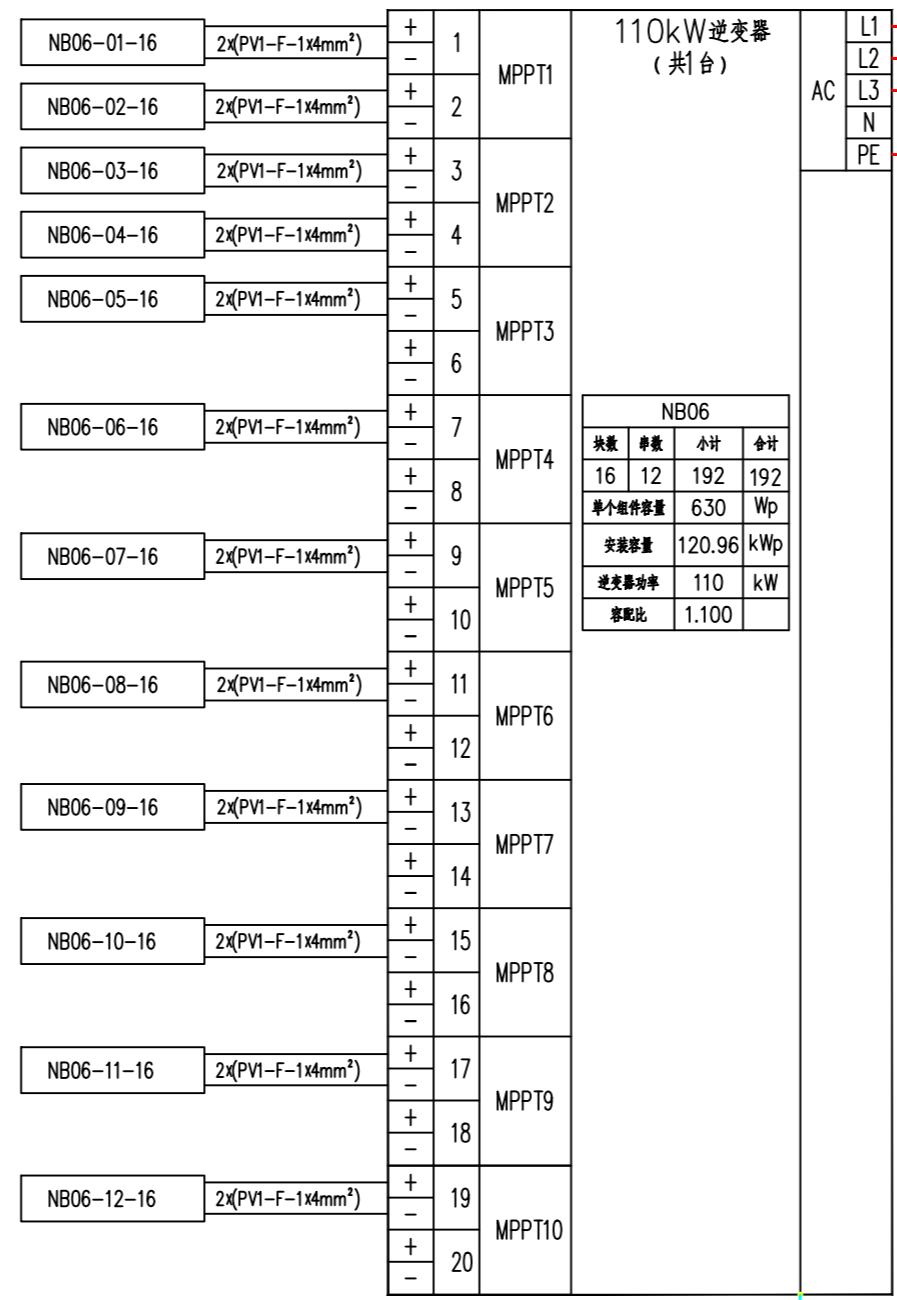 110kW逆变器
(共1台)
NB06-01-16 2x(PV1-F-1x4mm²) + - 1
MPPT1
NB06-02-16 2x(PV1-F-1x4mm²) + - 2
NB06-03-16 2x(PV1-F-1x4mm²) + - 3
MPPT2
NB06-04-16 2x(PV1-F-1x4mm²) + - 4
NB06-05-16 2x(PV1-F-1x4mm²) + - 5
MPPT3
+ - 6
NB06-06-16 2x(PV1-F-1x4mm²) + - 7
MPPT4
+ - 8
NB06-07-16 2x(PV1-F-1x4mm²) + - 9
MPPT5
+ - 10
NB06-08-16 2x(PV1-F-1x4mm²) + - 11
MPPT6
+ - 12
NB06-09-16 2x(PV1-F-1x4mm²) + - 13
MPPT7
+ - 14
NB06-10-16 2x(PV1-F-1x4mm²) + - 15
MPPT8
+ - 16
NB06-11-16 2x(PV1-F-1x4mm²) + - 17
MPPT9
+ - 18
NB06-12-16 2x(PV1-F-1x4mm²) + - 19
MPPT10
+ - 20
NB06
块数 串数 小计 合计
16 12 192 192
单个组件容量 630 Wp
安装容量 120.96 kWp
逆变器功率 110 kW
容配比 1.100
AC
L1
L2
L3
N
PE